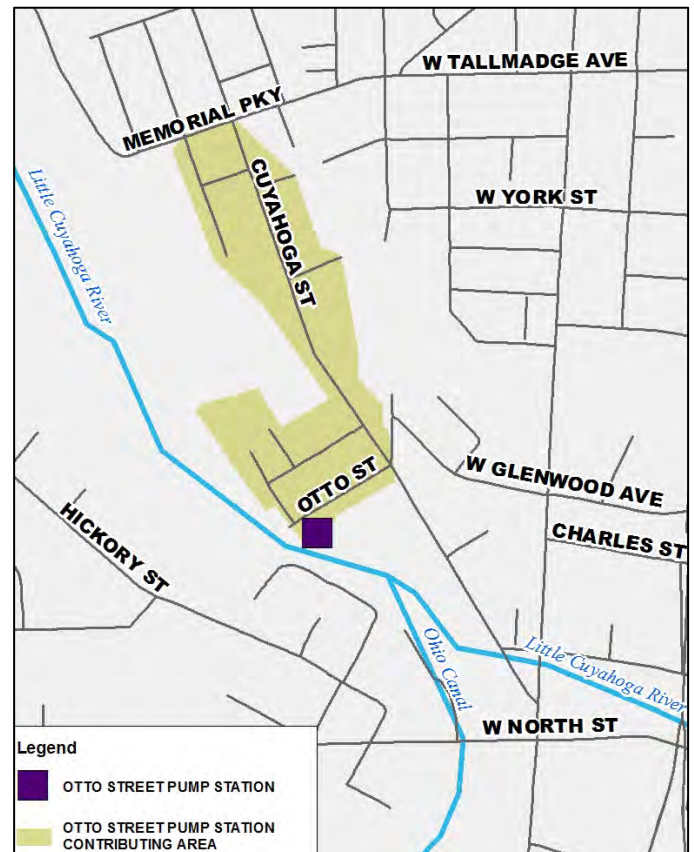 W TALLMADGE AVE
MEMORIAL PKY
CUYAHOGA ST
Little Cuyahoga River
W YORK ST
W GLENWOOD AVE
OTTO ST
CHARLES ST
HICKORY ST
Ohio Canal
Little Cuyahoga River
W NORTH ST
Legend
OTTO STREET PUMP STATION
OTTO STREET PUMP STATION
CONTRIBUTING AREA